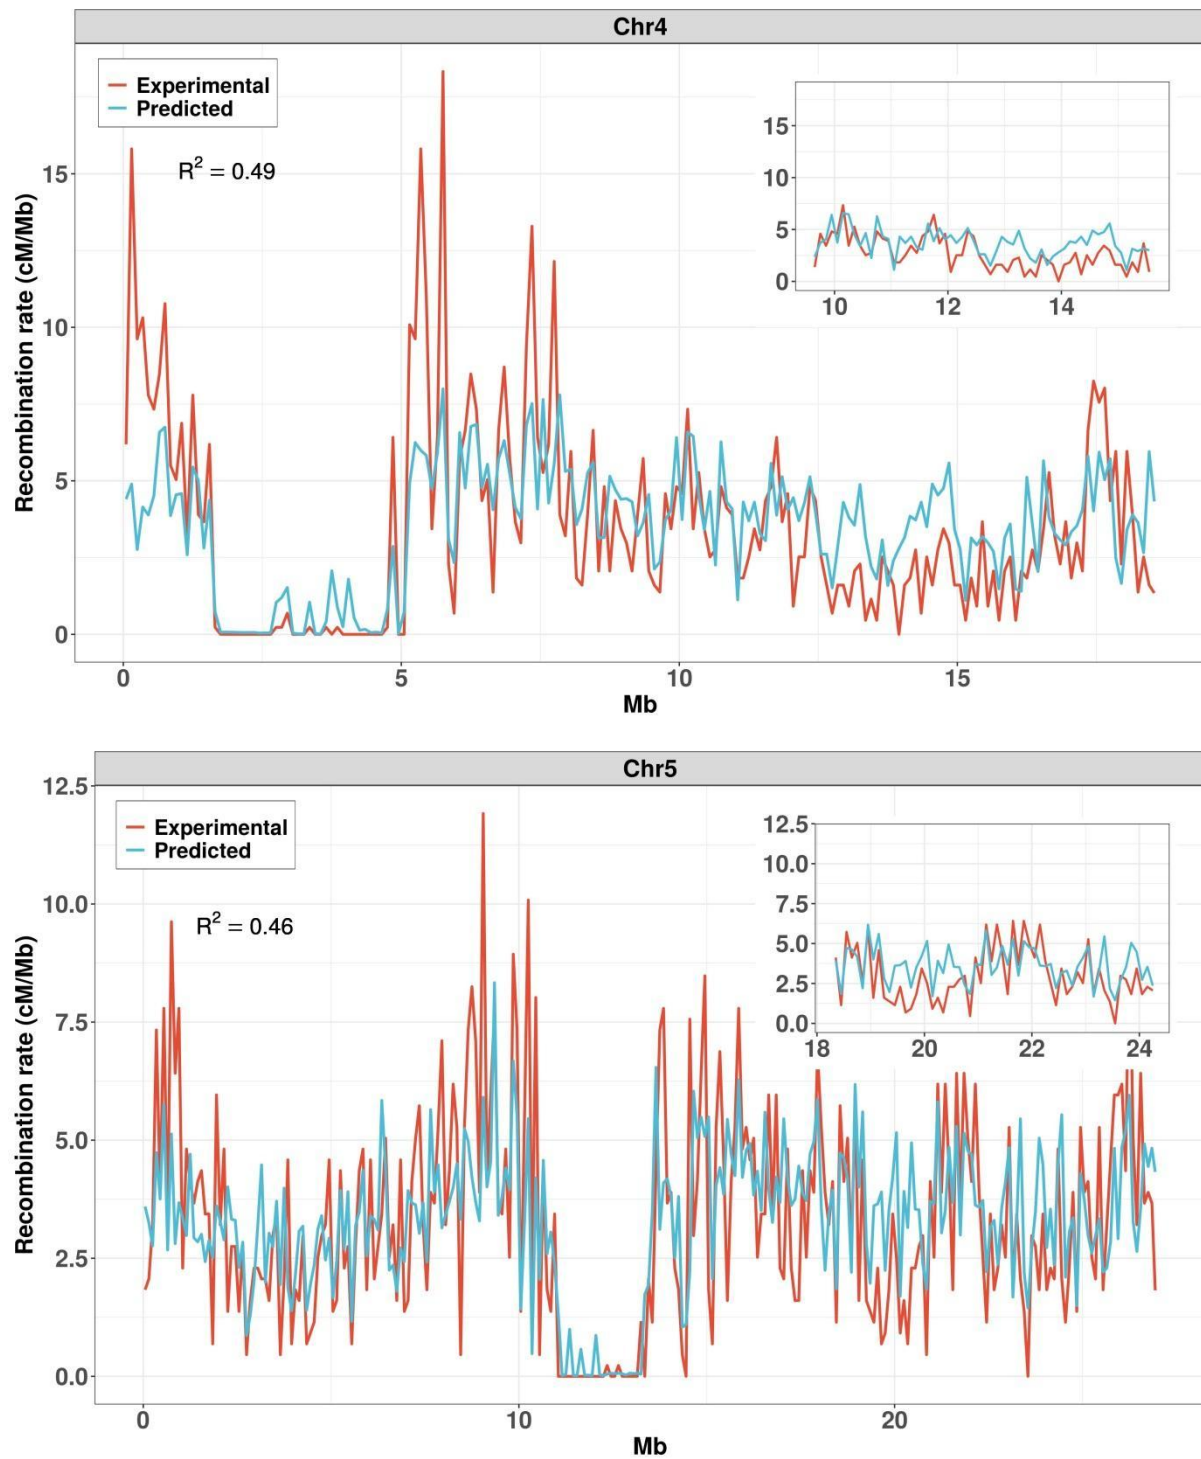 Chr4
Experimental
Predicted
R² = 0.49
15
10
5
0
Recombination rate (cM/Mb)
15
10
5
0
10 12 14
0 5 10 15
Mb
Chr5
Experimental
Predicted
R² = 0.46
12.5
10.0
7.5
5.0
2.5
0.0
Recombination rate (cM/Mb)
12.5
10.0
7.5
5.0
2.5
0.0
18 20 22 24
0 10 20
Mb